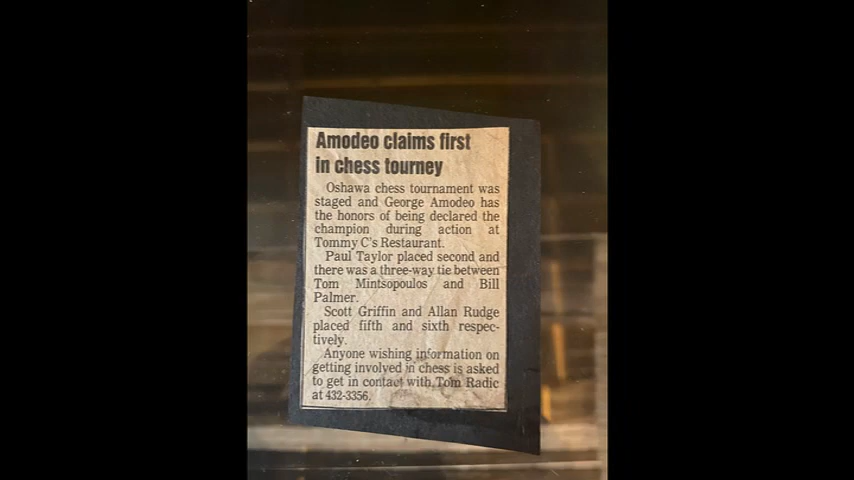 Amodeo claims first
in chess tourney
Oshawa chess tournament was
staged and George Amodeo has
the honors of being declared the
champion during action at
Tommy C's Restaurant.
Paul Taylor placed second and
there was a three-way tie between
Tom Mintsopoulos and Bill
Palmer.
Scott Griffin and Allan Rudge
placed fifth and sixth respec-
tively.
Anyone wishing information on
getting involved in chess is asked
to get in contact with Tom Radic
at 432-3356.